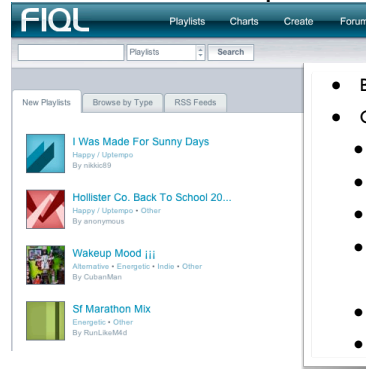 FIQL
Playlists Charts Create Forum
Playlists Search
New Playlists Browse by Type RSS Feeds
I Was Made For Sunny Days
Happy / Uptempo
By nikkic89
Hollister Co. Back To School 20...
Happy / Uptempo • Other
By anonymous
Wakeup Mood ¡¡¡
Alternative • Energetic • Indie • Other
By CubanMan
Sf Marathon Mix
Energetic • Other
By RunLikeM4d